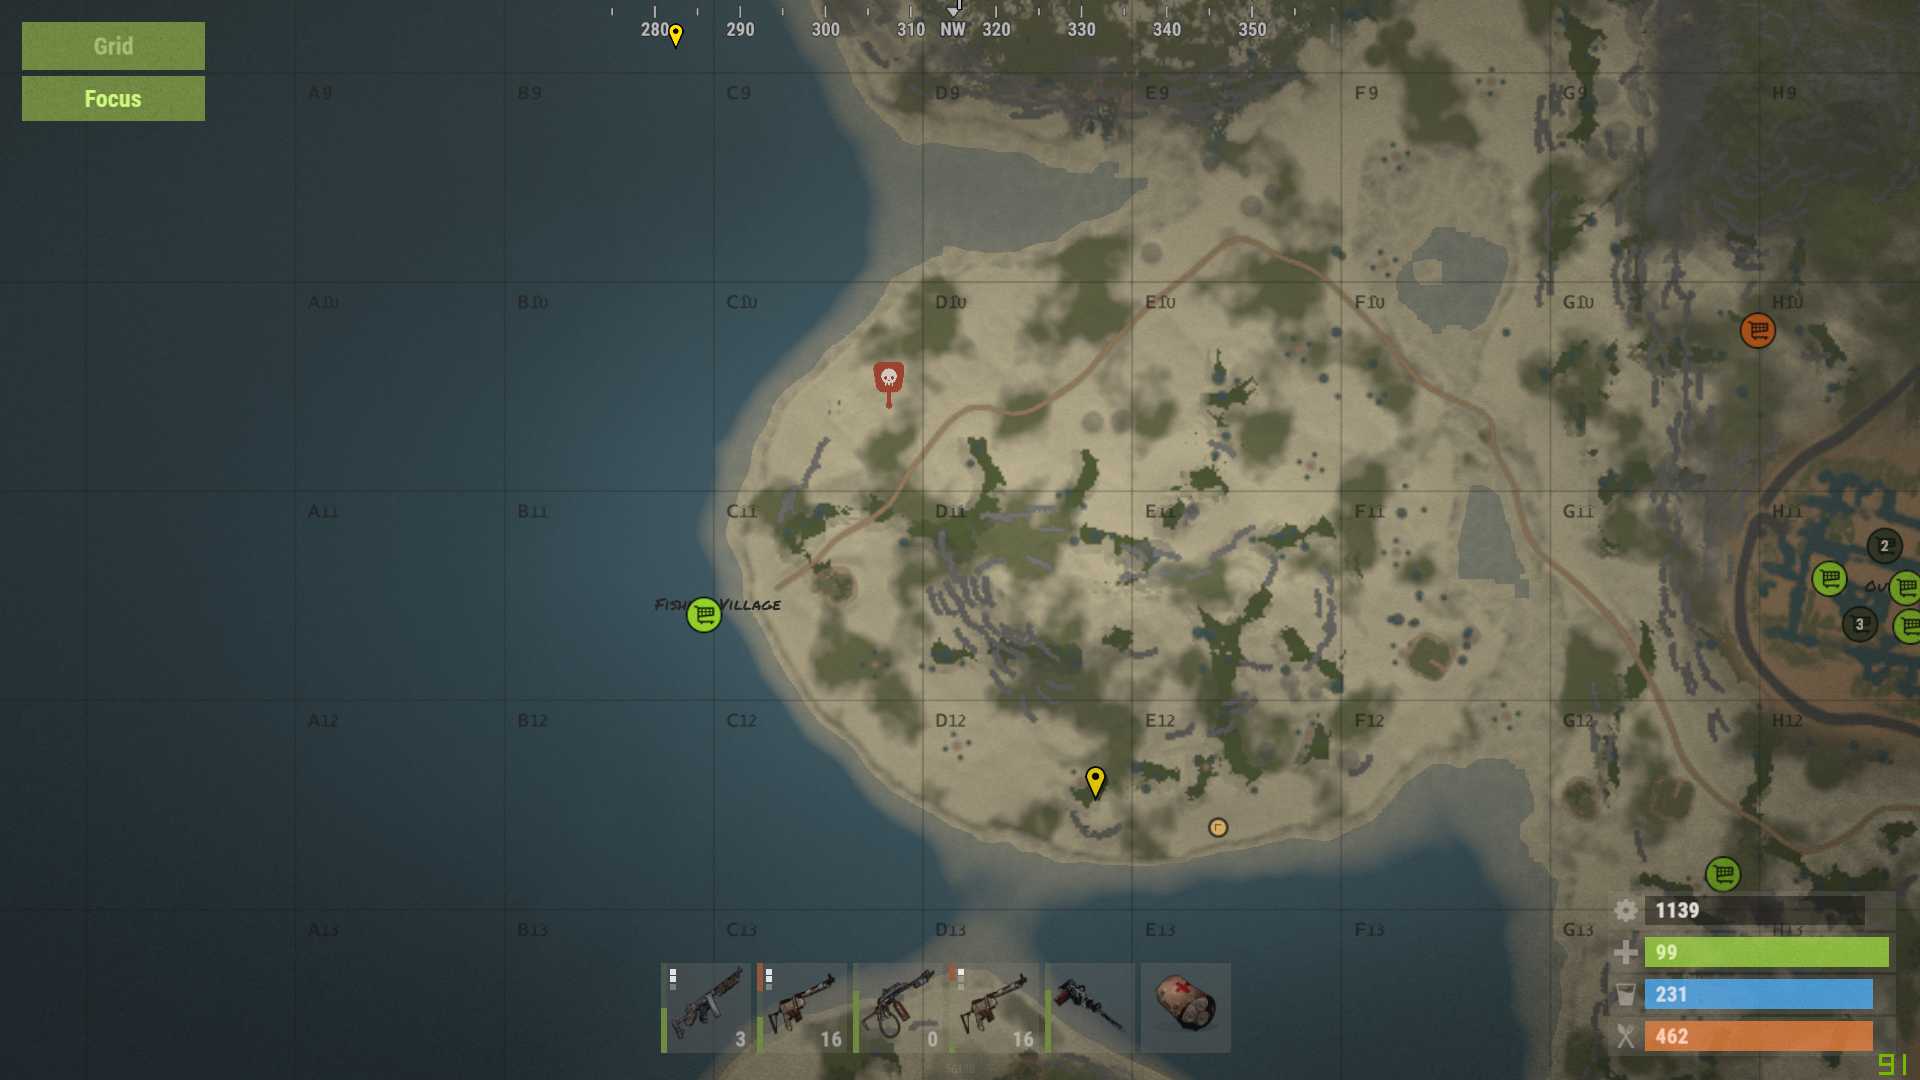 Grid
Focus
280 290 300 310 NW 320 330 340 350
A9 B9 C9 D9 E9 F9 G9 H9
A10 B10 C10 D10 E10 F10 G10 H10
A11 B11 C11 D11 E11 F11 G11 H11
2
3
Village
A12 B12 C12 D12 E12 F12 G12 H12
A13 B13 C13 D13 E13 F13 G13 H13
1139
99
231
462
3 16 0 16
91